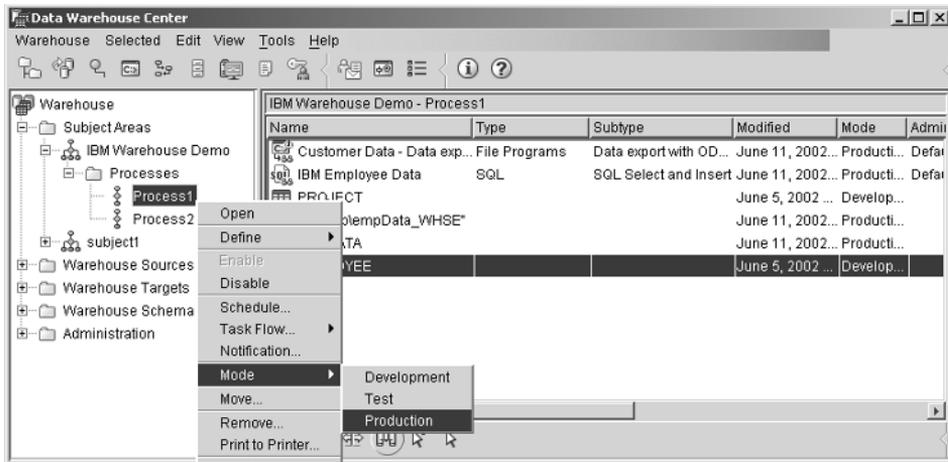 Data Warehouse Center
Warehouse Selected Edit View Tools Help
Warehouse
Subject Areas
IBM Warehouse Demo
Processes
Process1
Process2
subject1
Warehouse Sources
Warehouse Targets
Warehouse Schema
Administration
IBM Warehouse Demo - Process1
Name Type Subtype Modified Mode Admi
Customer Data - Data exp... File Programs Data export with OD... June 11, 2002... Producti... Defau
IBM Employee Data SQL SQL Select and Insert June 11, 2002... Producti... Defau
PROJECT June 5, 2002 ... Develop...
o\empData_WHSE" June 11, 2002... Producti...
ATA June 11, 2002... Producti...
YEE June 5, 2002 ... Develop...
Open
Define
Enable
Disable
Schedule...
Task Flow...
Notification...
Mode
Move...
Remove...
Print to Printer...
Development
Test
Production